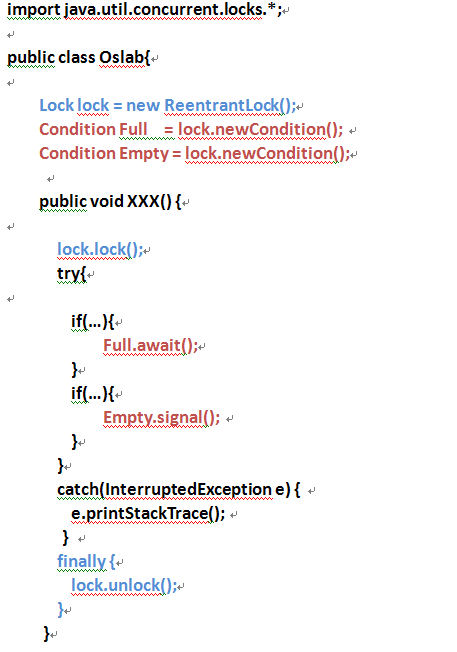 import java.util.concurrent.locks.*;
public class Oslab{
Lock lock = new ReentrantLock();
Condition Full = lock.newCondition();
Condition Empty = lock.newCondition();
public void XXX() {
lock.lock();
try{
if(...){
Full.await();
}
if(...){
Empty.signal();
}
}
catch(InterruptedException e) {
e.printStackTrace();
}
finally {
lock.unlock();
}
}